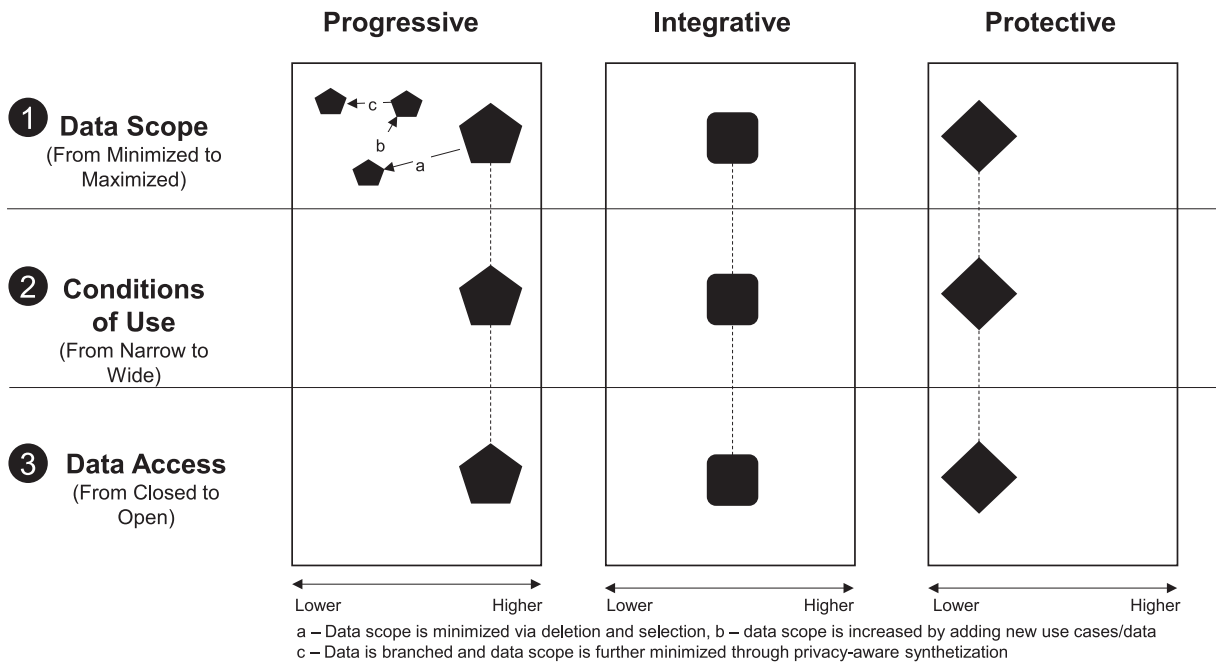 Progressive Integrative Protective
1 Data Scope
(From Minimized to
Maximized)
c
b
a
2 Conditions
of Use
(From Narrow to
Wide)
3 Data Access
(From Closed to
Open)
Lower Higher Lower Higher Lower Higher
a – Data scope is minimized via deletion and selection, b – data scope is increased by adding new use cases/data
c – Data is branched and data scope is further minimized through privacy-aware synthetization